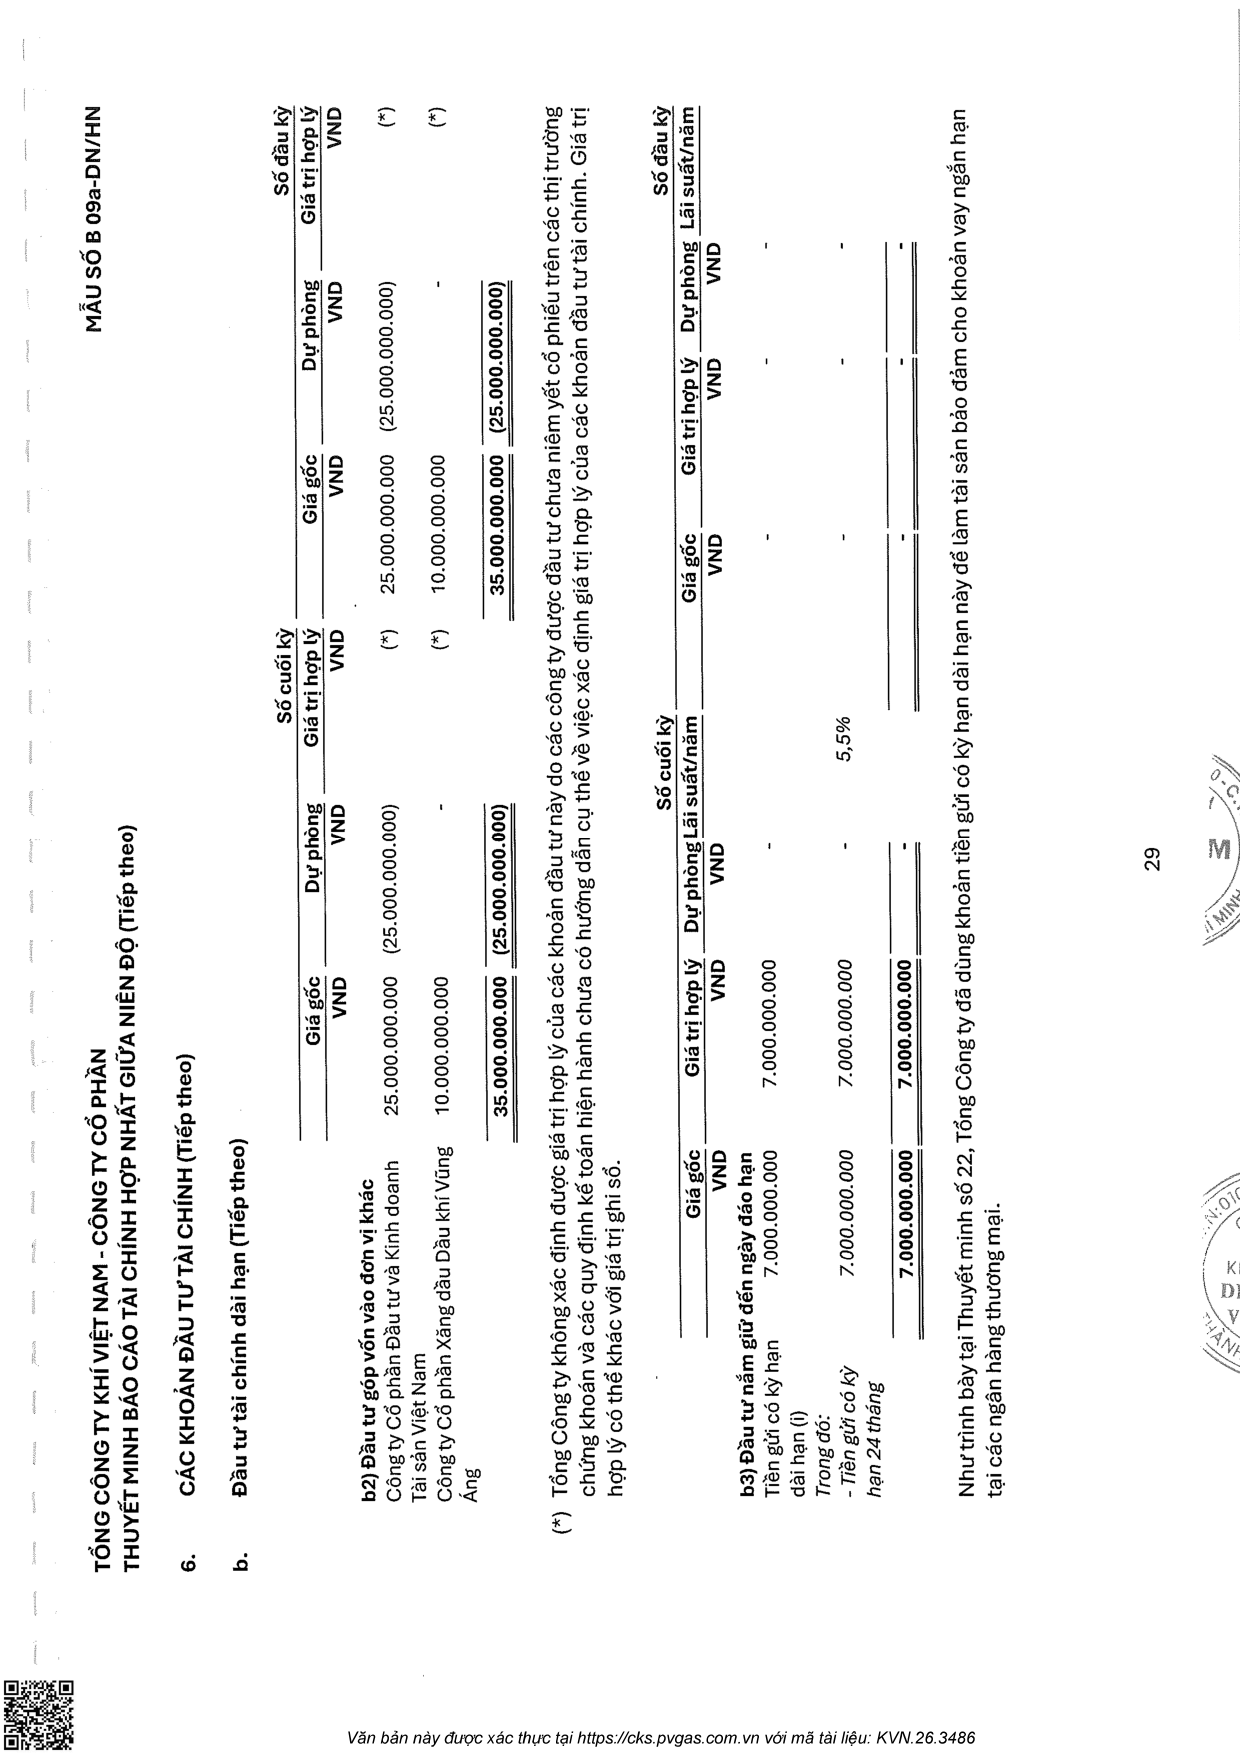 TỔNG CÔNG TY KHÍ VIỆT NAM - CÔNG TY CỔ PHẦN MẪU SỐ B 09a-DN/HN
THUYẾT MINH BÁO CÁO TÀI CHÍNH HỢP NHẤT GIỮA NIÊN ĐỘ (Tiếp theo)
6. CÁC KHOẢN ĐẦU TƯ TÀI CHÍNH (Tiếp theo)
b. Đầu tư tài chính dài hạn (Tiếp theo)
Số cuối kỳ Số đầu kỳ
Giá gốc Dự phòng Giá trị hợp lý Giá gốc Dự phòng Giá trị hợp lý
VND VND VND VND VND VND
b2) Đầu tư góp vốn vào đơn vị khác
Công ty Cổ phần Đầu tư và Kinh doanh 25.000.000.000 (25.000.000.000) (*) 25.000.000.000 (25.000.000.000) (*)
Tài sản Việt Nam
Công ty Cổ phần Xăng dầu Dầu khí Vũng 10.000.000.000 - (*) 10.000.000.000 - (*)
Áng
35.000.000.000 (25.000.000.000) 35.000.000.000 (25.000.000.000)
(*) Tổng Công ty không xác định được giá trị hợp lý của các khoản đầu tư này do các công ty được đầu tư chưa niêm yết cổ phiếu trên các thị trường
chứng khoán và các quy định kế toán hiện hành chưa có hướng dẫn cụ thể về việc xác định giá trị hợp lý của các khoản đầu tư tài chính. Giá trị
hợp lý có thể khác với giá trị ghi sổ.
Số cuối kỳ Số đầu kỳ
Giá gốc Giá trị hợp lý Dự phòng Lãi suất/năm Giá gốc Giá trị hợp lý Dự phòng Lãi suất/năm
VND VND VND VND VND VND
b3) Đầu tư nắm giữ đến ngày đáo hạn
Tiền gửi có kỳ hạn 7.000.000.000 7.000.000.000 - - - -
dài hạn (i)
Trong đó:
- Tiền gửi có kỳ 7.000.000.000 7.000.000.000 - 5,5% - - -
hạn 24 tháng
7.000.000.000 7.000.000.000 - - - -
Như trình bày tại Thuyết minh số 22, Tổng Công ty đã dùng khoản tiền gửi có kỳ hạn dài hạn này để làm tài sản bảo đảm cho khoản vay ngắn hạn
tại các ngân hàng thương mại.
29
Văn bản này được xác thực tại https://cks.pvgas.com.vn với mã tài liệu: KVN.26.3486